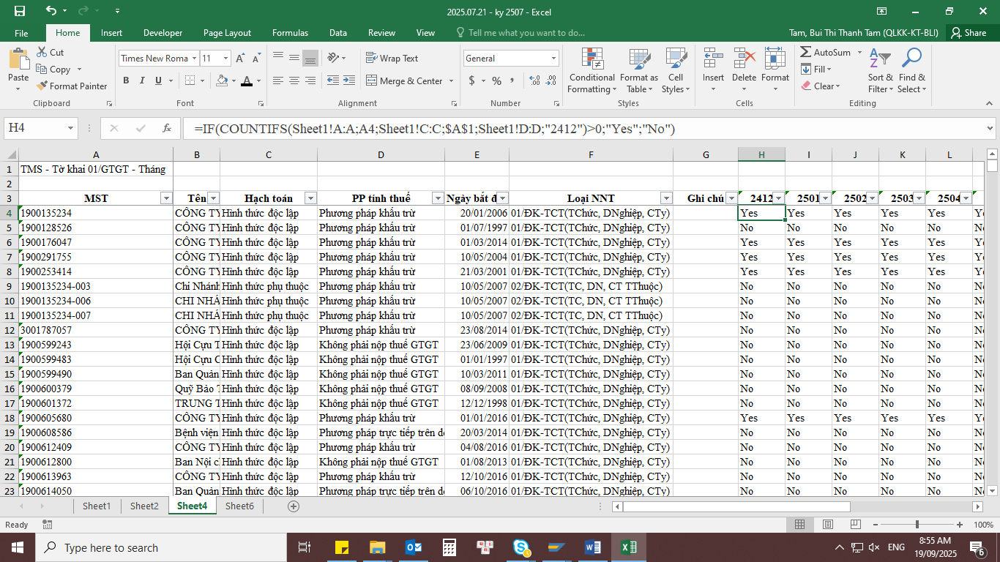 2025.07.21 - ky 2507 - Excel
File Home Insert Developer Page Layout Formulas Data Review View Tell me what you want to do... Tam, Bui Thi Thanh Tam (QLKK-KT-BLI) Share
Paste Cut Times New Roma 11 Wrap Text General Conditional Formatting Format as Table Cell Styles Insert Delete Format AutoSum Sort & Filter Find & Select
Copy Fill
Format Painter B I U Merge & Center $ % Clear
Clipboard Font Alignment Number Styles Cells Editing
H4 fx =IF(COUNTIFS(Sheet1!A:A;A4;Sheet1!C:C;$A$1;Sheet1!D:D;"2412")>0;"Yes";"No")
A B C D E F G H I J K L
1 TMS - Tờ khai 01/GTGT - Tháng
2
3 MST Tên Hạch toán PP tính thuế Ngày bắt đ Loại NNT Ghi chú 2412 2501 2502 2503 2504
4 1900135234 CÔNG TY Hình thức độc lập Phương pháp khấu trừ 20/01/2006 01/ĐK-TCT(TChức, DNghiệp, CTy) Yes Yes Yes Yes Yes
5 1900128526 CÔNG TY Hình thức độc lập Phương pháp khấu trừ 01/07/1997 01/ĐK-TCT(TChức, DNghiệp, CTy) No No No No No
6 1900176047 CÔNG TY Hình thức độc lập Phương pháp khấu trừ 01/03/2014 01/ĐK-TCT(TChức, DNghiệp, CTy) Yes Yes Yes Yes Yes
7 1900291755 CÔNG TY Hình thức độc lập Phương pháp khấu trừ 10/05/2004 01/ĐK-TCT(TChức, DNghiệp, CTy) Yes Yes Yes Yes Yes
8 1900253414 CÔNG TY Hình thức độc lập Phương pháp khấu trừ 21/03/2001 01/ĐK-TCT(TChức, DNghiệp, CTy) Yes Yes Yes Yes Yes
9 1900135234-003 Chi Nhánh Hình thức phụ thuộc Phương pháp khấu trừ 10/05/2007 02/ĐK-TCT(TC, DN, CT TThuộc) No No No No No
10 1900135234-006 CHI NHÁ Hình thức phụ thuộc Phương pháp khấu trừ 10/05/2007 02/ĐK-TCT(TC, DN, CT TThuộc) No No No No No
11 1900135234-007 CHI NHÁ Hình thức phụ thuộc Phương pháp khấu trừ 10/05/2007 02/ĐK-TCT(TC, DN, CT TThuộc) No No No No No
12 3001787057 CÔNG TY Hình thức độc lập Phương pháp khấu trừ 23/08/2014 01/ĐK-TCT(TChức, DNghiệp, CTy) No No No No No
13 1900599243 Hội Cựu T Hình thức độc lập Không phải nộp thuế GTGT 23/06/2009 01/ĐK-TCT(TChức, DNghiệp, CTy) No No No No No
14 1900599483 Hội Cựu C Hình thức độc lập Không phải nộp thuế GTGT 01/01/1997 01/ĐK-TCT(TChức, DNghiệp, CTy) No No No No No
15 1900599490 Ban Quản Hình thức độc lập Không phải nộp thuế GTGT 10/03/2011 01/ĐK-TCT(TChức, DNghiệp, CTy) No No No No No
16 1900600379 Quỹ Bảo T Hình thức độc lập Không phải nộp thuế GTGT 08/09/2008 01/ĐK-TCT(TChức, DNghiệp, CTy) No No No No No
17 1900601372 TRUNG T Hình thức độc lập Không phải nộp thuế GTGT 12/12/1998 01/ĐK-TCT(TChức, DNghiệp, CTy) No No No No No
18 1900605680 CÔNG TY Hình thức độc lập Phương pháp khấu trừ 01/01/2016 01/ĐK-TCT(TChức, DNghiệp, CTy) Yes Yes Yes Yes Yes
19 1900608586 Bệnh viện Hình thức độc lập Phương pháp trực tiếp trên d 20/03/2014 01/ĐK-TCT(TChức, DNghiệp, CTy) No No No No No
20 1900612409 CÔNG TY Hình thức độc lập Phương pháp khấu trừ 04/08/2016 01/ĐK-TCT(TChức, DNghiệp, CTy) No No No No No
21 1900612800 Ban Nội c Hình thức độc lập Không phải nộp thuế GTGT 01/08/2013 01/ĐK-TCT(TChức, DNghiệp, CTy) No No No No No
22 1900613963 CÔNG TY Hình thức độc lập Phương pháp khấu trừ 12/10/2016 01/ĐK-TCT(TChức, DNghiệp, CTy) No No No No No
23 1900614050 Ban Quản Hình thức độc lập Phương pháp trực tiếp trên d 06/10/2016 01/ĐK-TCT(TChức, DNghiệp, CTy) No No No No No
Sheet1 Sheet2 Sheet4 Sheet6
Ready 100%
Type here to search ENG 8:55 AM
19/09/2025 6